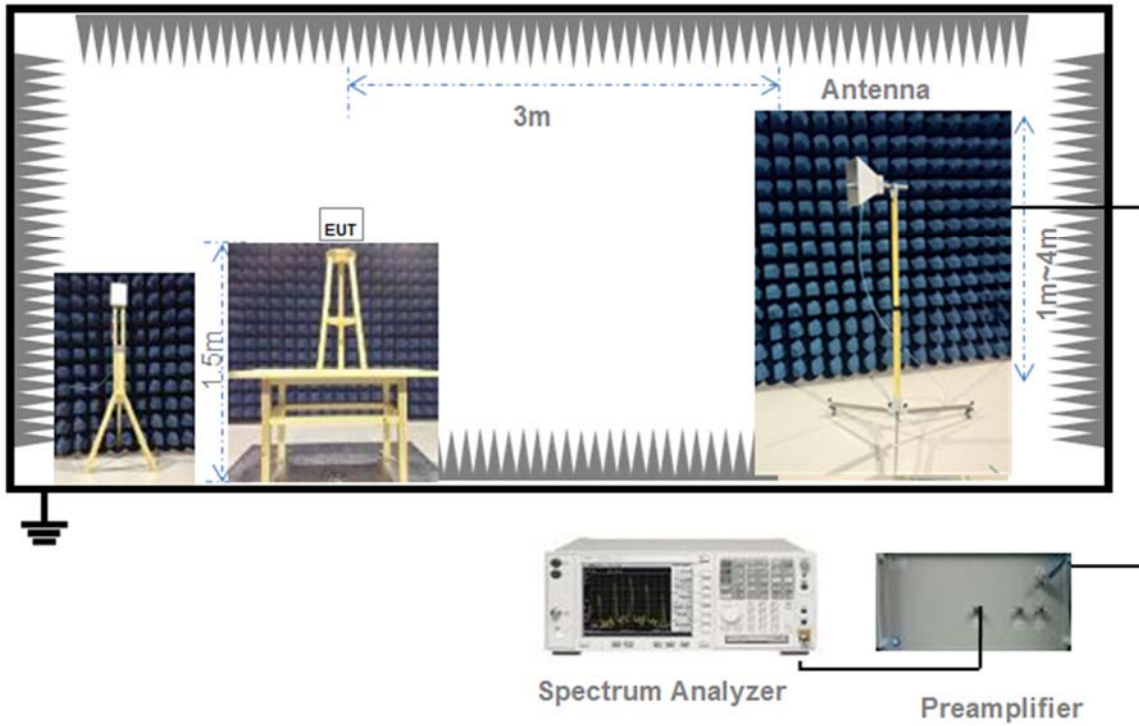 Antenna
3m
EUT
1.5m
1m~4m
Spectrum Analyzer
Preamplifier